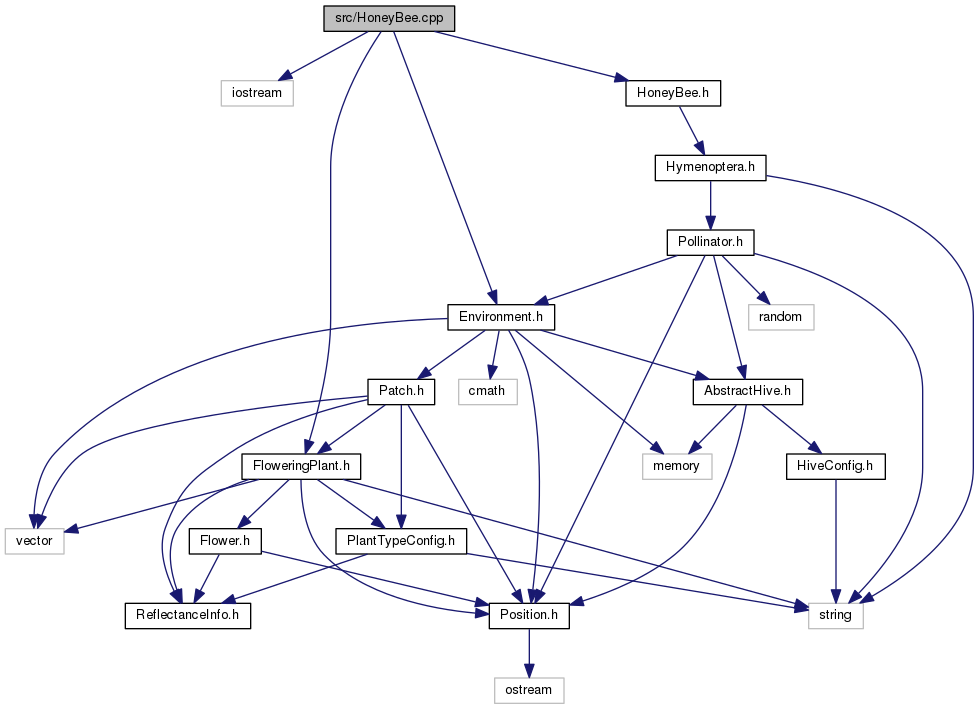 src/HoneyBee.cpp
iostream
HoneyBee.h
Hymenoptera.h
Pollinator.h
Environment.h
random
Patch.h
cmath
AbstractHive.h
FloweringPlant.h
memory
HiveConfig.h
vector
Flower.h
PlantTypeConfig.h
ReflectanceInfo.h
Position.h
string
ostream